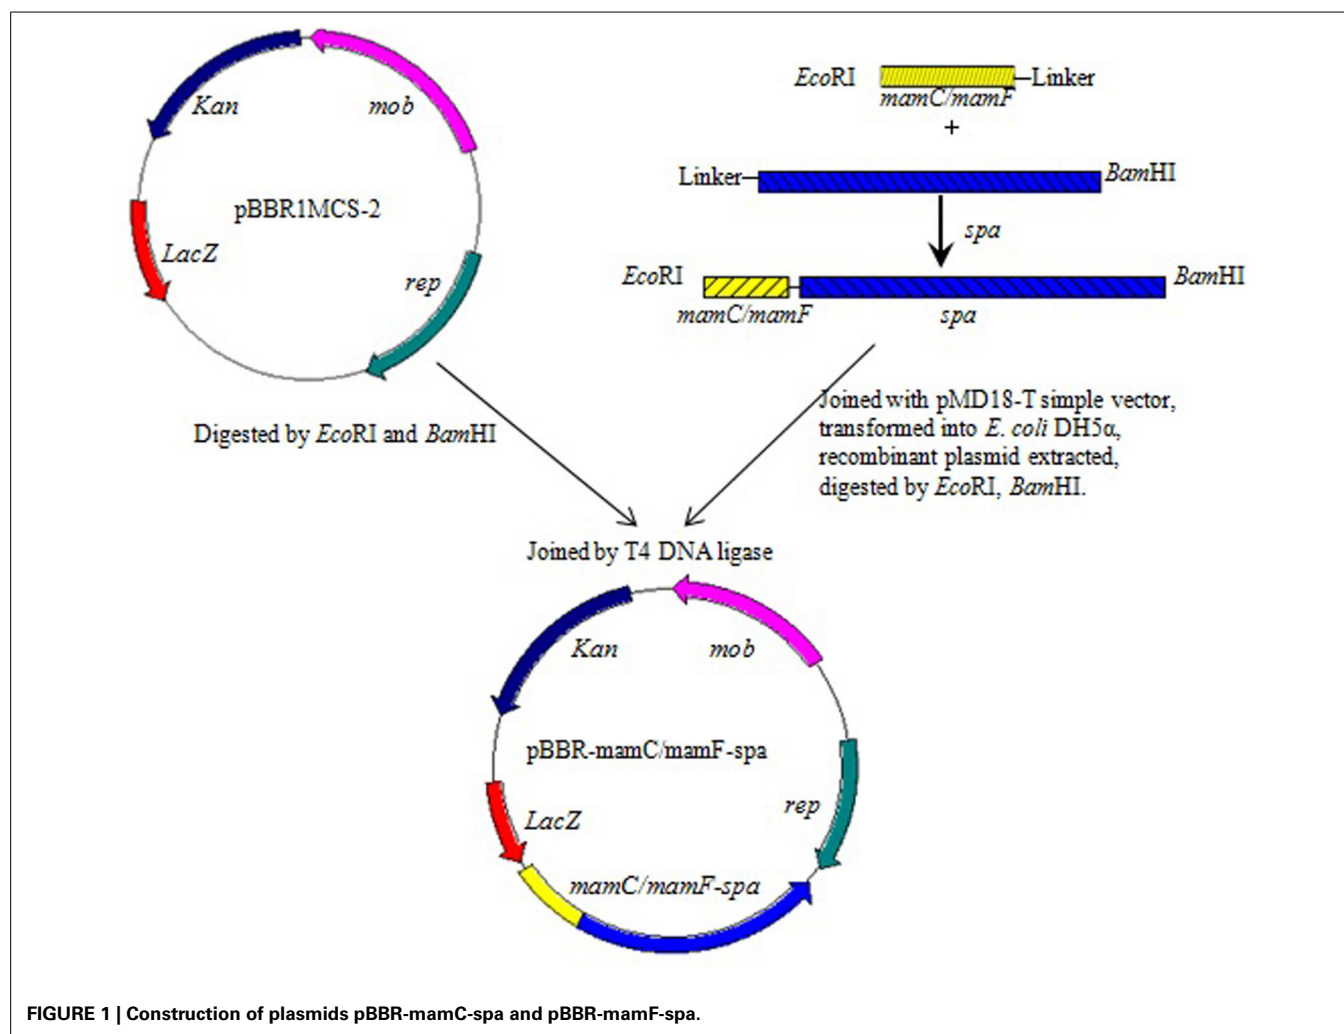 Kan
mob
pBBR1MCS-2
LacZ
rep
EcoRI
mamC/mamF
Linker
+
Linker
BamHI
spa
EcoRI
BamHI
mamC/mamF
spa
Digested by EcoRI and BamHI
Joined with pMD18-T simple vector,
transformed into E. coli DH5α,
recombinant plasmid extracted,
digested by EcoRI, BamHI.
Joined by T4 DNA ligase
Kan
mob
pBBR-mamC/mamF-spa
rep
LacZ
mamC/mamF-spa
FIGURE 1 | Construction of plasmids pBBR-mamC-spa and pBBR-mamF-spa.